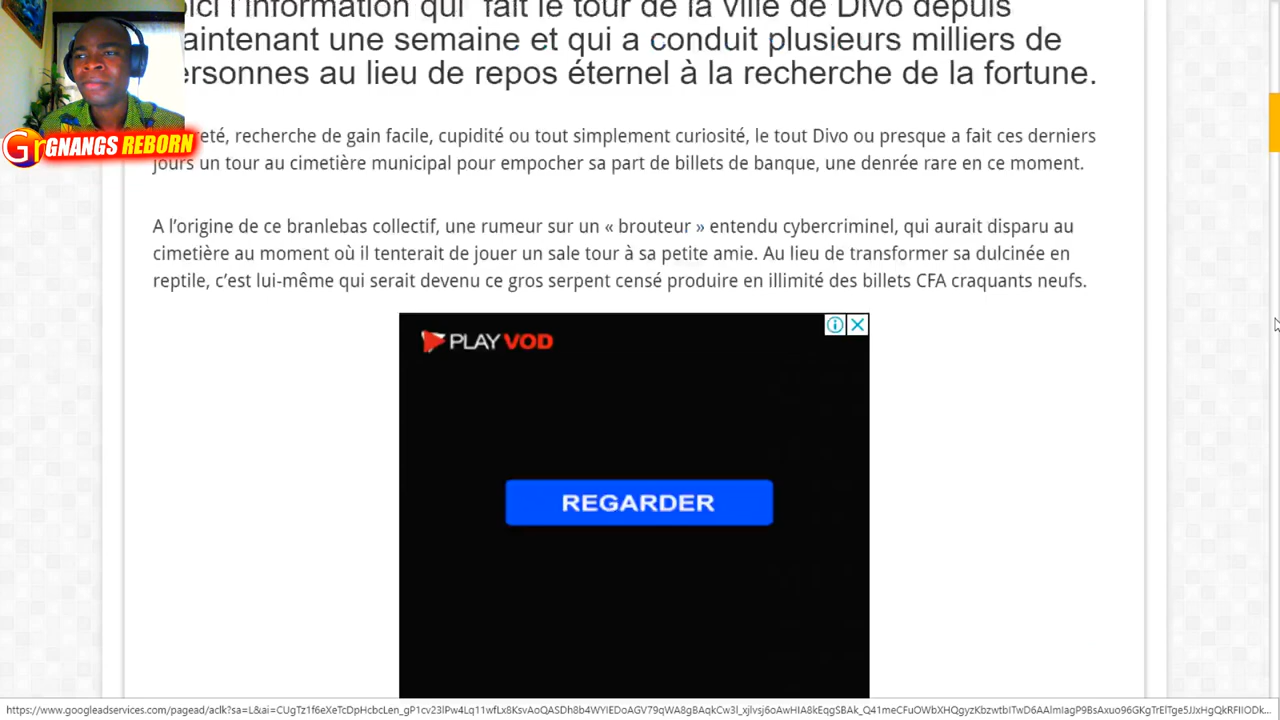 ici l'information qui fait le tour de la ville de Divo depuis
aintenant une semaine et qui a conduit plusieurs milliers de
ersonnes au lieu de repos éternel à la recherche de la fortune.
Gr GNANGS REBORN
reté, recherche de gain facile, cupidité ou tout simplement curiosité, le tout Divo ou presque a fait ces derniers
jours un tour au cimetière municipal pour empocher sa part de billets de banque, une denrée rare en ce moment.
A l'origine de ce branlebas collectif, une rumeur sur un « brouteur » entendu cybercriminel, qui aurait disparu au
cimetière au moment où il tenterait de jouer un sale tour à sa petite amie. Au lieu de transformer sa dulcinée en
reptile, c'est lui-même qui serait devenu ce gros serpent censé produire en illimité des billets CFA craquants neufs.
PLAY VOD
REGARDER